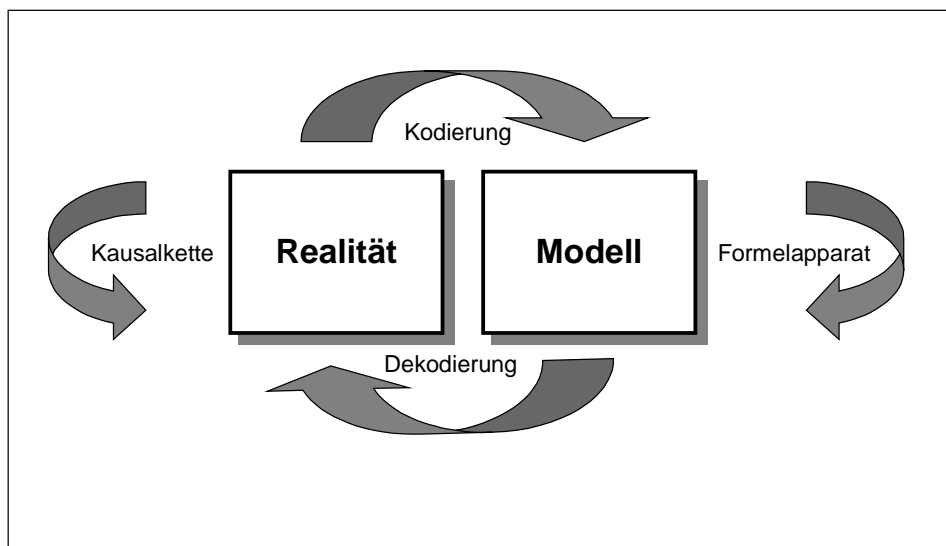 Kodierung
Kausalkette
Realität
Modell
Formelapparat
Dekodierung